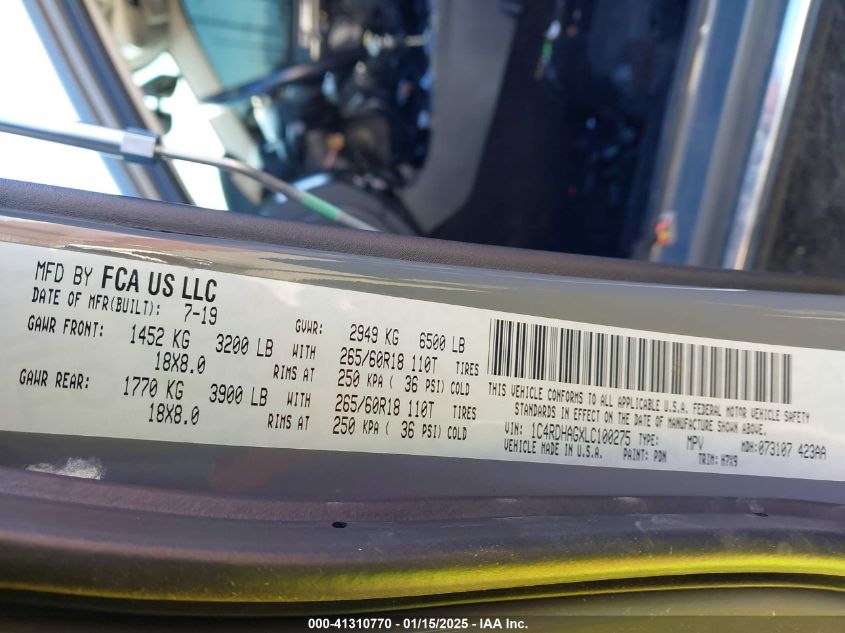 MFD BY FCA US LLC
DATE OF MFR(BUILT): 7-19
GVWR: 2949 KG 6500 LB
GAWR FRONT: 1452 KG 3200 LB WITH 265/60R18 110T TIRES
18X8.0 RIMS AT 250 KPA ( 36 PSI) COLD
GAWR REAR: 1770 KG 3900 LB WITH 265/60R18 110T TIRES
18X8.0 RIMS AT 250 KPA ( 36 PSI) COLD
THIS VEHICLE CONFORMS TO ALL APPLICABLE U.S.A. FEDERAL MOTOR VEHICLE SAFETY
STANDARDS IN EFFECT ON THE DATE OF MANUFACTURE SHOWN ABOVE.
VIN: 1C4RDHAGXLC100275 TYPE: MPV MDH: 073107 423AA
VEHICLE MADE IN U.S.A. PAINT: PDN TRIM: H7X9
000-41310770 - 01/15/2025 - IAA Inc.